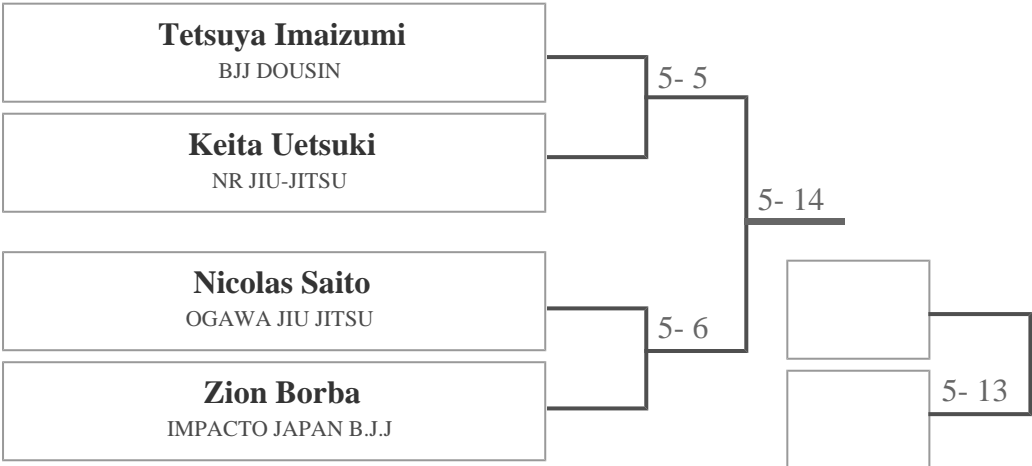 Tetsuya Imaizumi
BJJ DOUSIN
5- 5
Keita Uetsuki
NR JIU-JITSU
5- 14
Nicolas Saito
OGAWA JIU JITSU
5- 6
Zion Borba
IMPACTO JAPAN B.J.J
5- 13